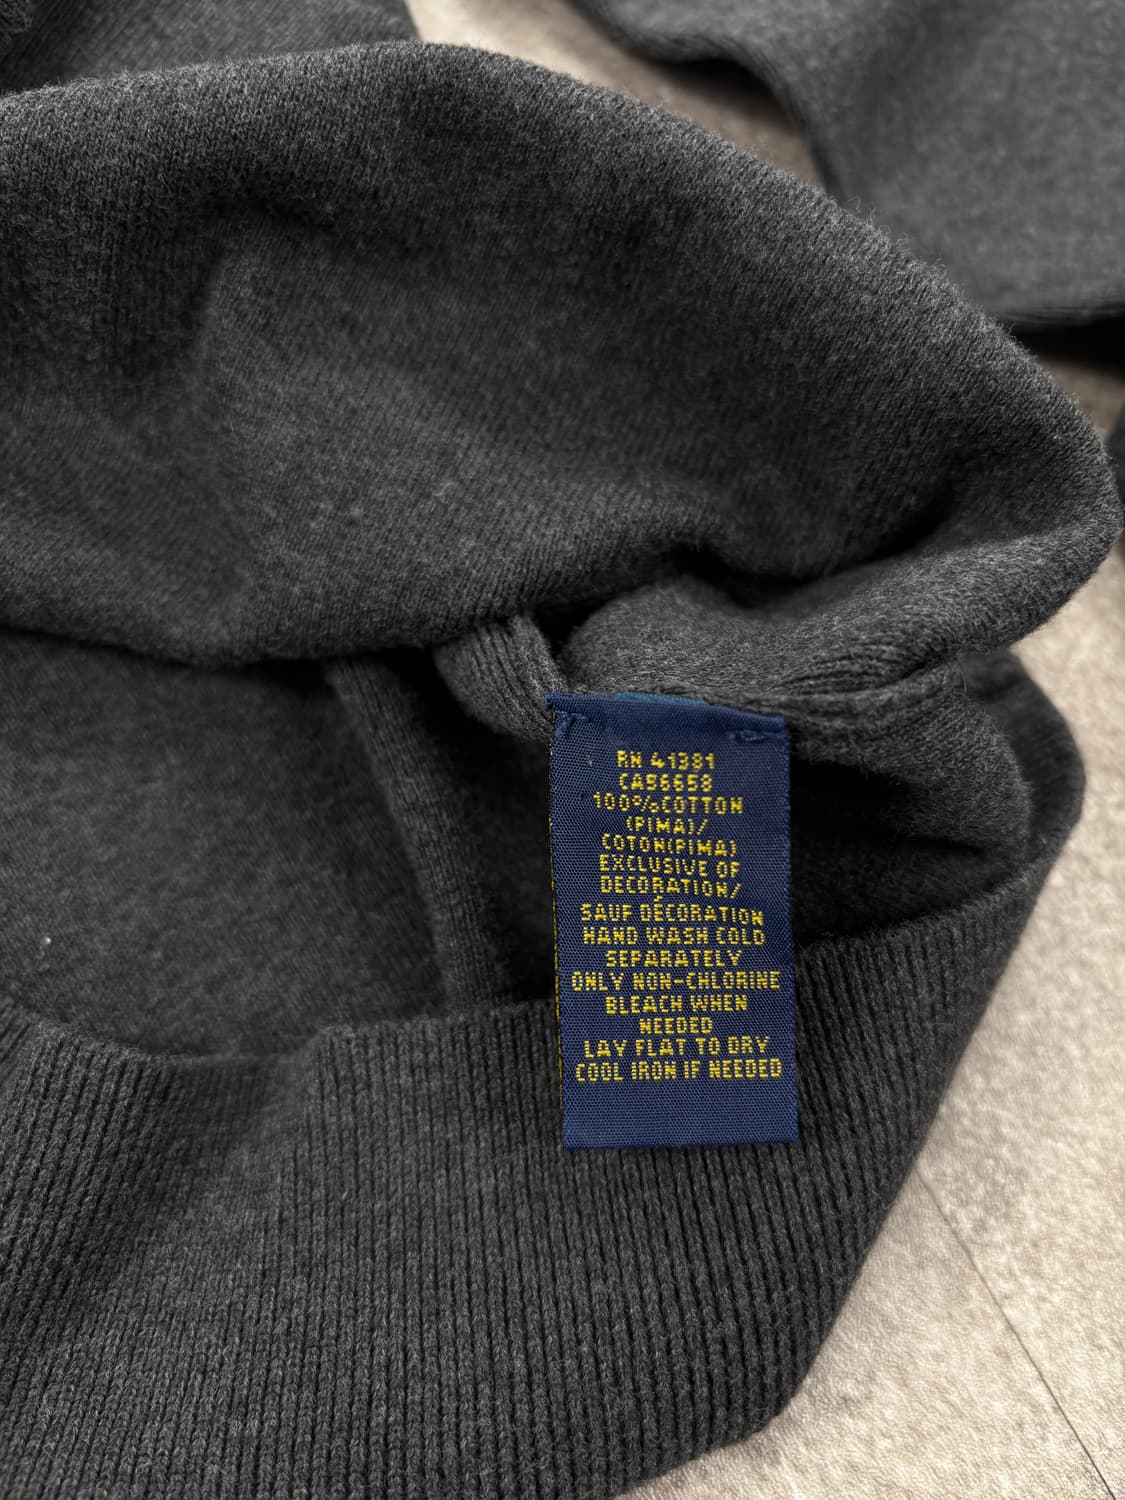 RN 41381
CA56658
100%COTTON
(PIMA)/
COTON(PIMA)
EXCLUSIVE OF
DECORATION/
SAUF DÉCORATION
HAND WASH COLD
SEPARATELY
ONLY NON-CHLORINE
BLEACH WHEN
NEEDED
LAY FLAT TO DRY
COOL IRON IF NEEDED